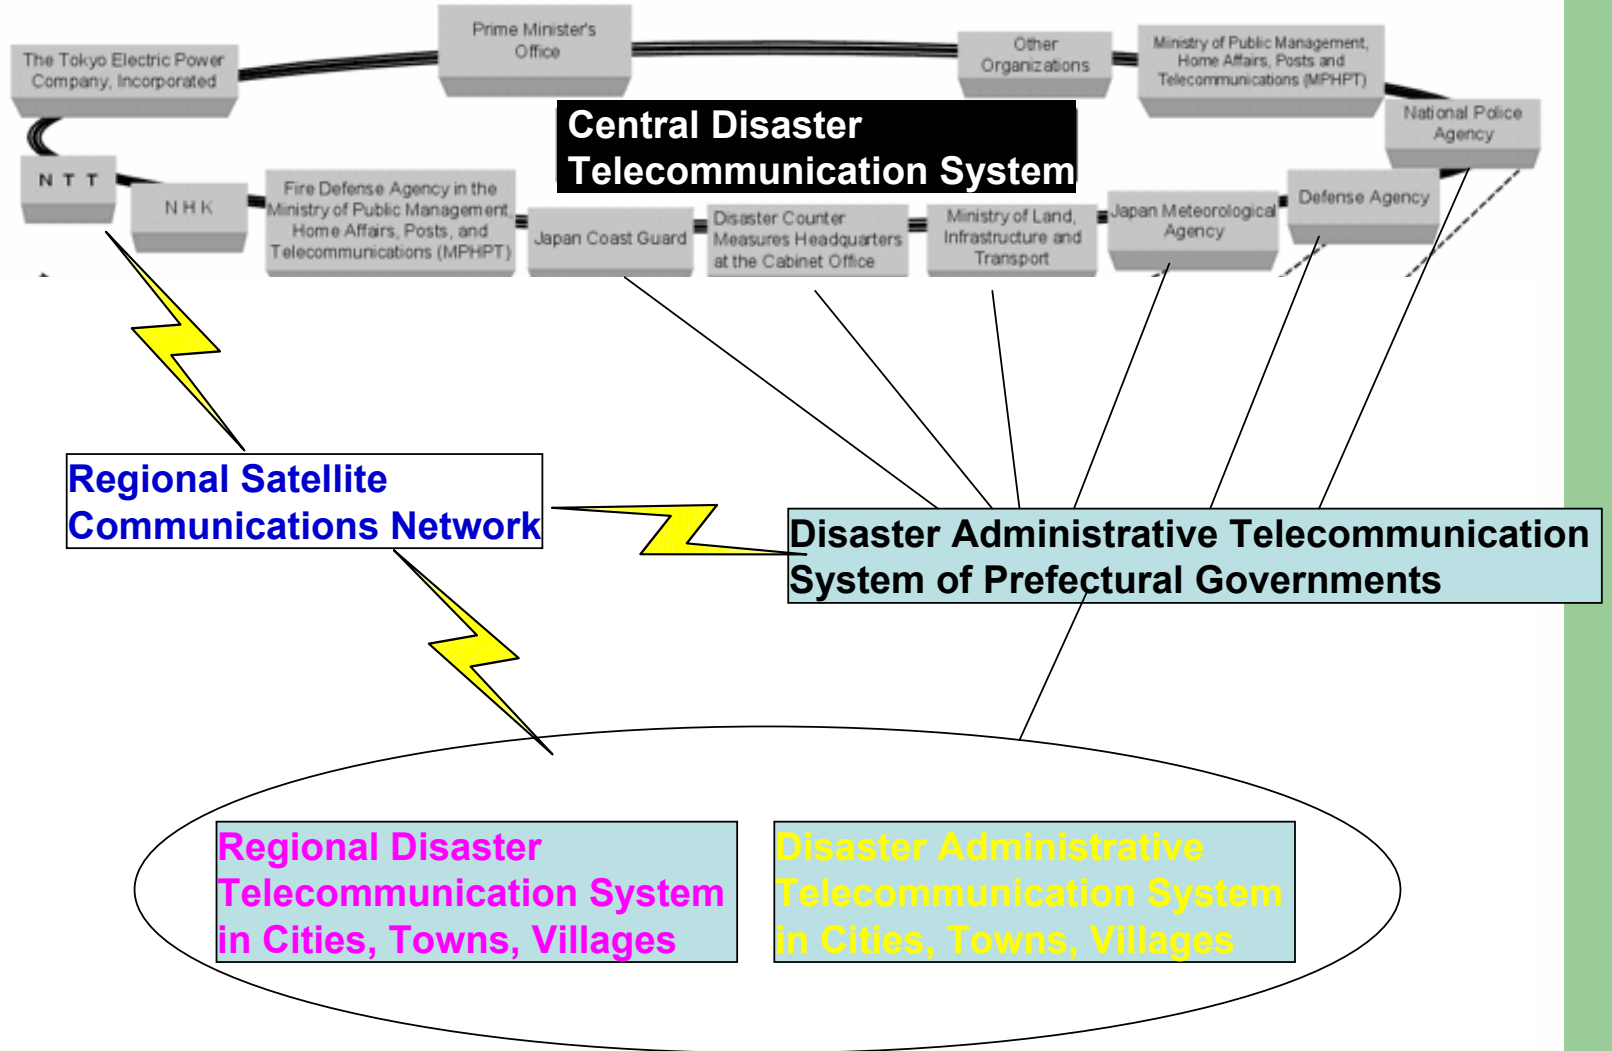 Prime Minister's
Office
The Tokyo Electric Power
Company, Incorporated
Other
Organizations
Ministry of Public Management,
Home Affairs, Posts and
Telecommunications (MPHPT)
National Police
Agency
Central Disaster
Telecommunication System
N T T
N H K
Fire Defense Agency in the
Ministry of Public Management,
Home Affairs, Posts, and
Telecommunications (MPHPT)
Japan Coast Guard
Disaster Counter
Measures Headquarters
at the Cabinet Office
Ministry of Land,
Infrastructure and
Transport
Japan Meteorological
Agency
Defense Agency
Regional Satellite
Communications Network
Disaster Administrative Telecommunication
System of Prefectural Governments
Regional Disaster
Telecommunication System
in Cities, Towns, Villages
Disaster Administrative
Telecommunication System
in Cities, Towns, Villages